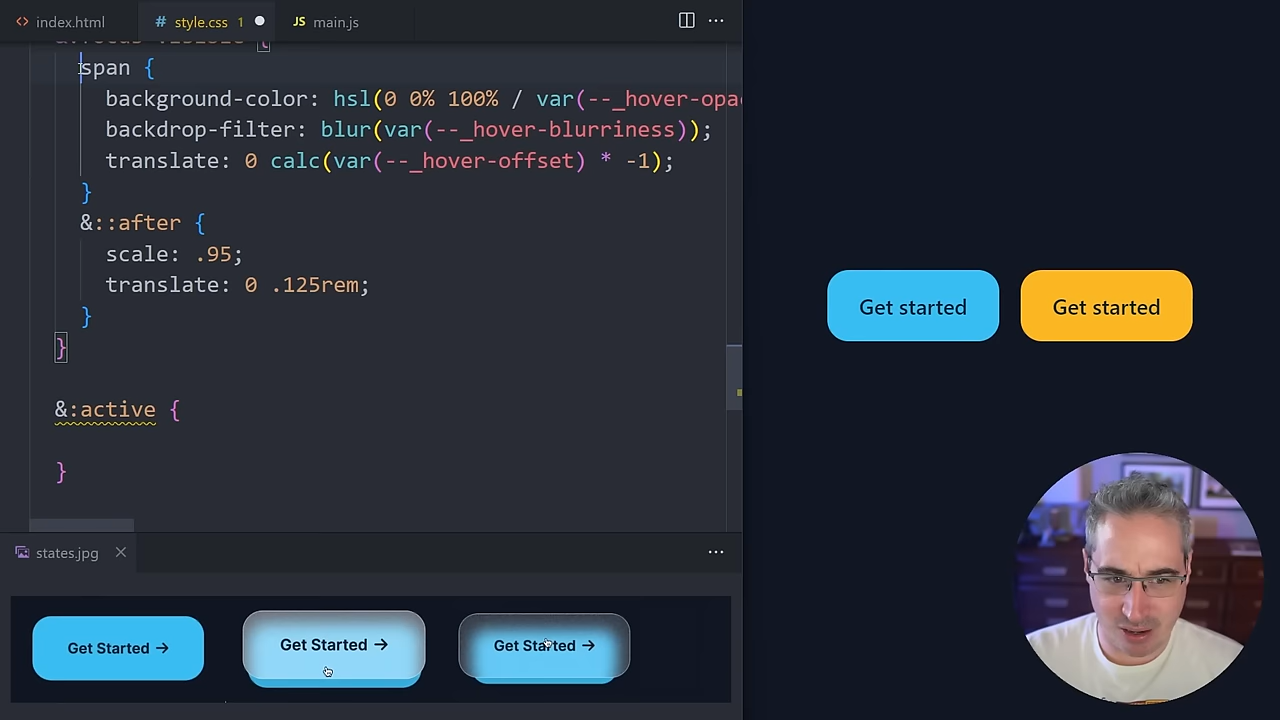 index.html
style.css 1
main.js
span {
background-color: hsl(0 0% 100% / var(--_hover-opa
backdrop-filter: blur(var(--_hover-blurriness));
translate: 0 calc(var(--_hover-offset) * -1);
}
&::after {
scale: .95;
translate: 0 .125rem;
}
}
&:active {
}
states.jpg
Get Started →
Get Started →
Get Started →
Get started
Get started